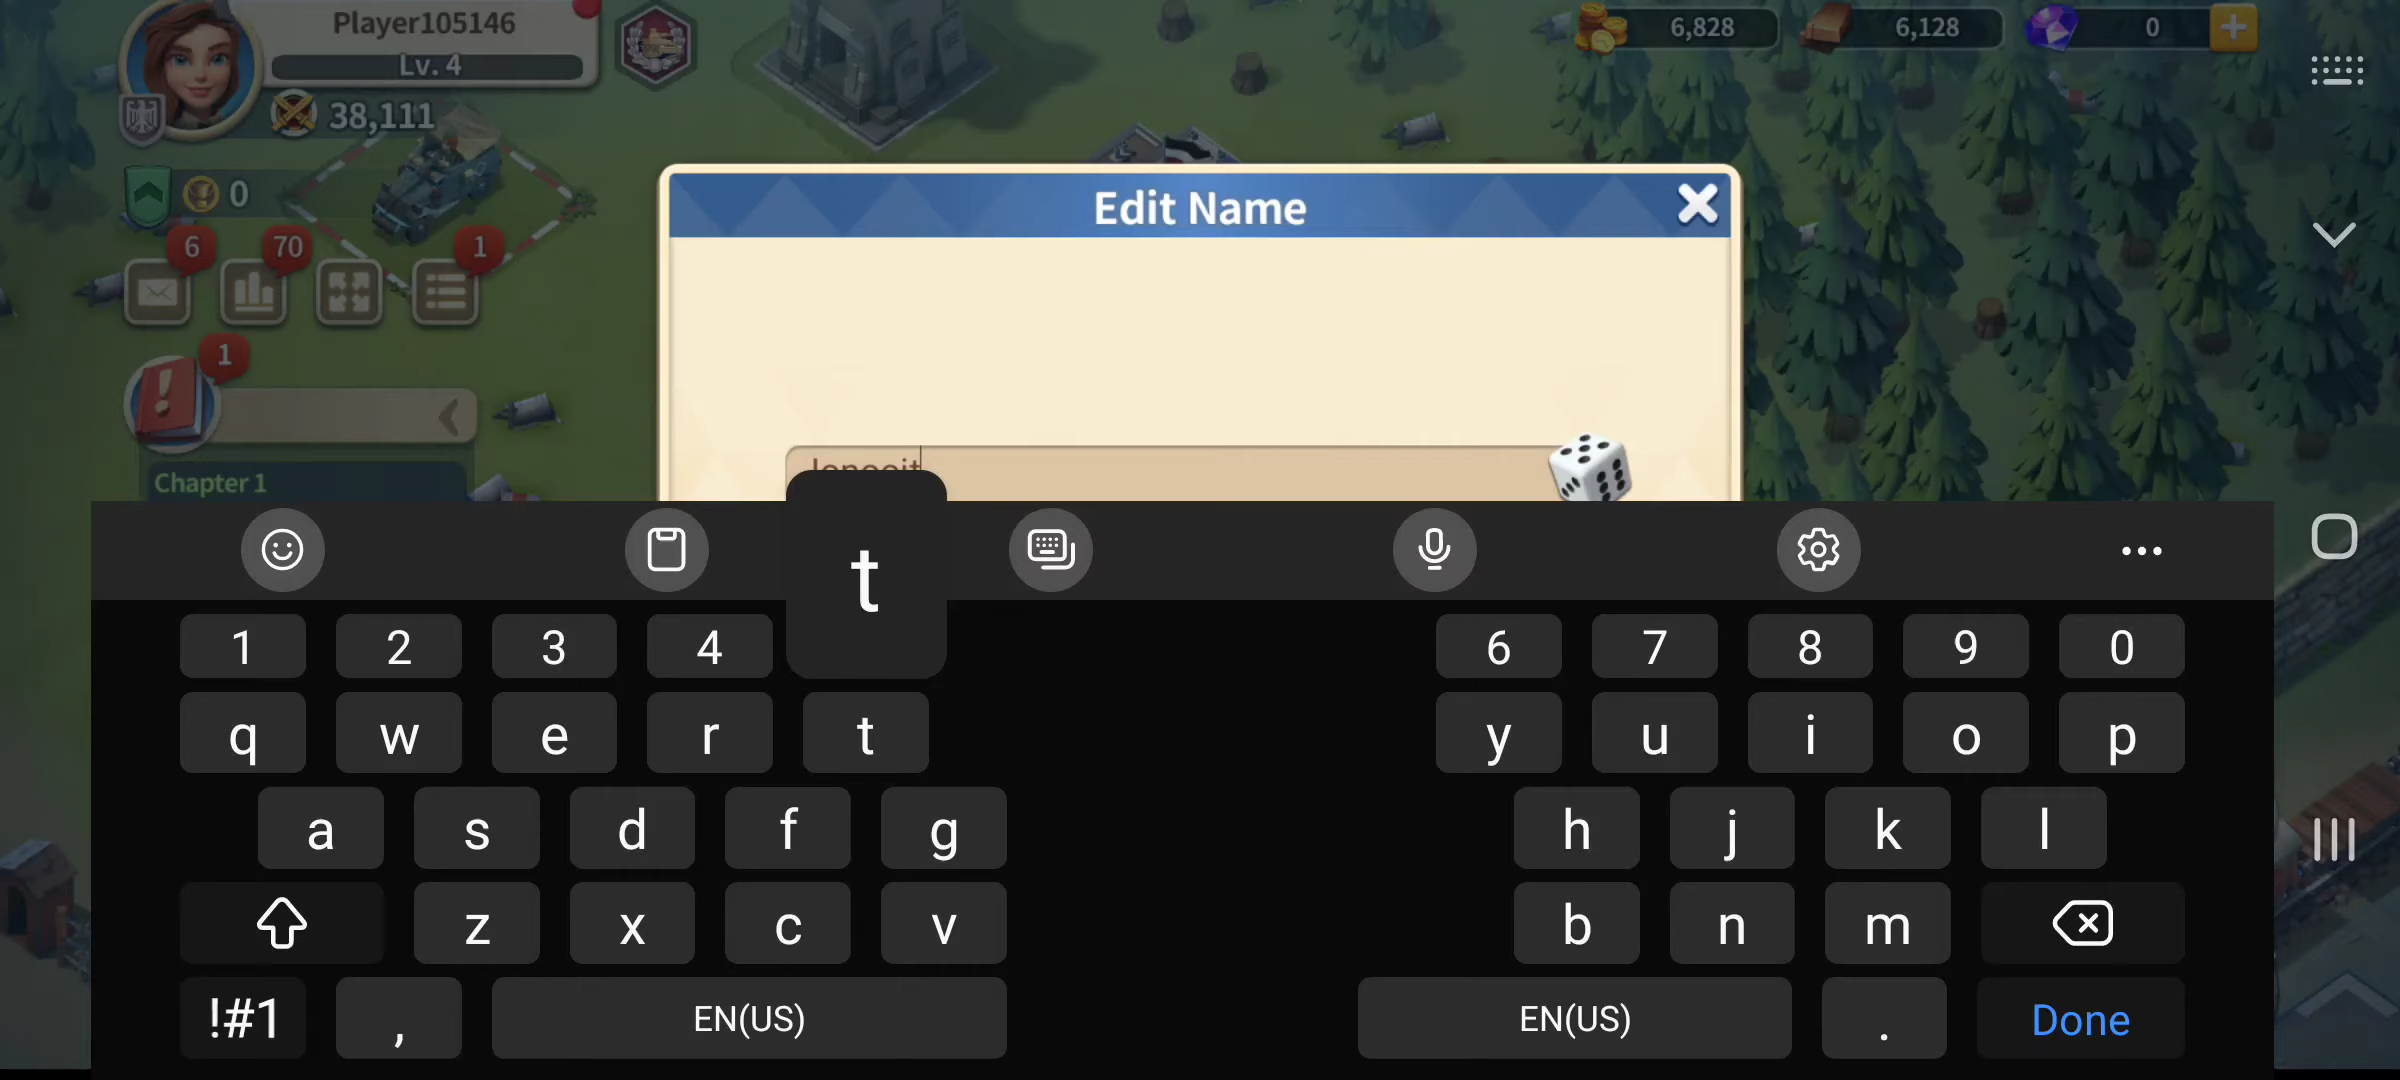 Player105146
Lv. 4
38,111
6,828
6,128
0
0
6
70
1
Edit Name
1
Chapter 1
t
1 2 3 4 6 7 8 9 0
q w e r t y u i o p
a s d f g h j k l
z x c v b n m
!#1 , EN(US) EN(US) . Done